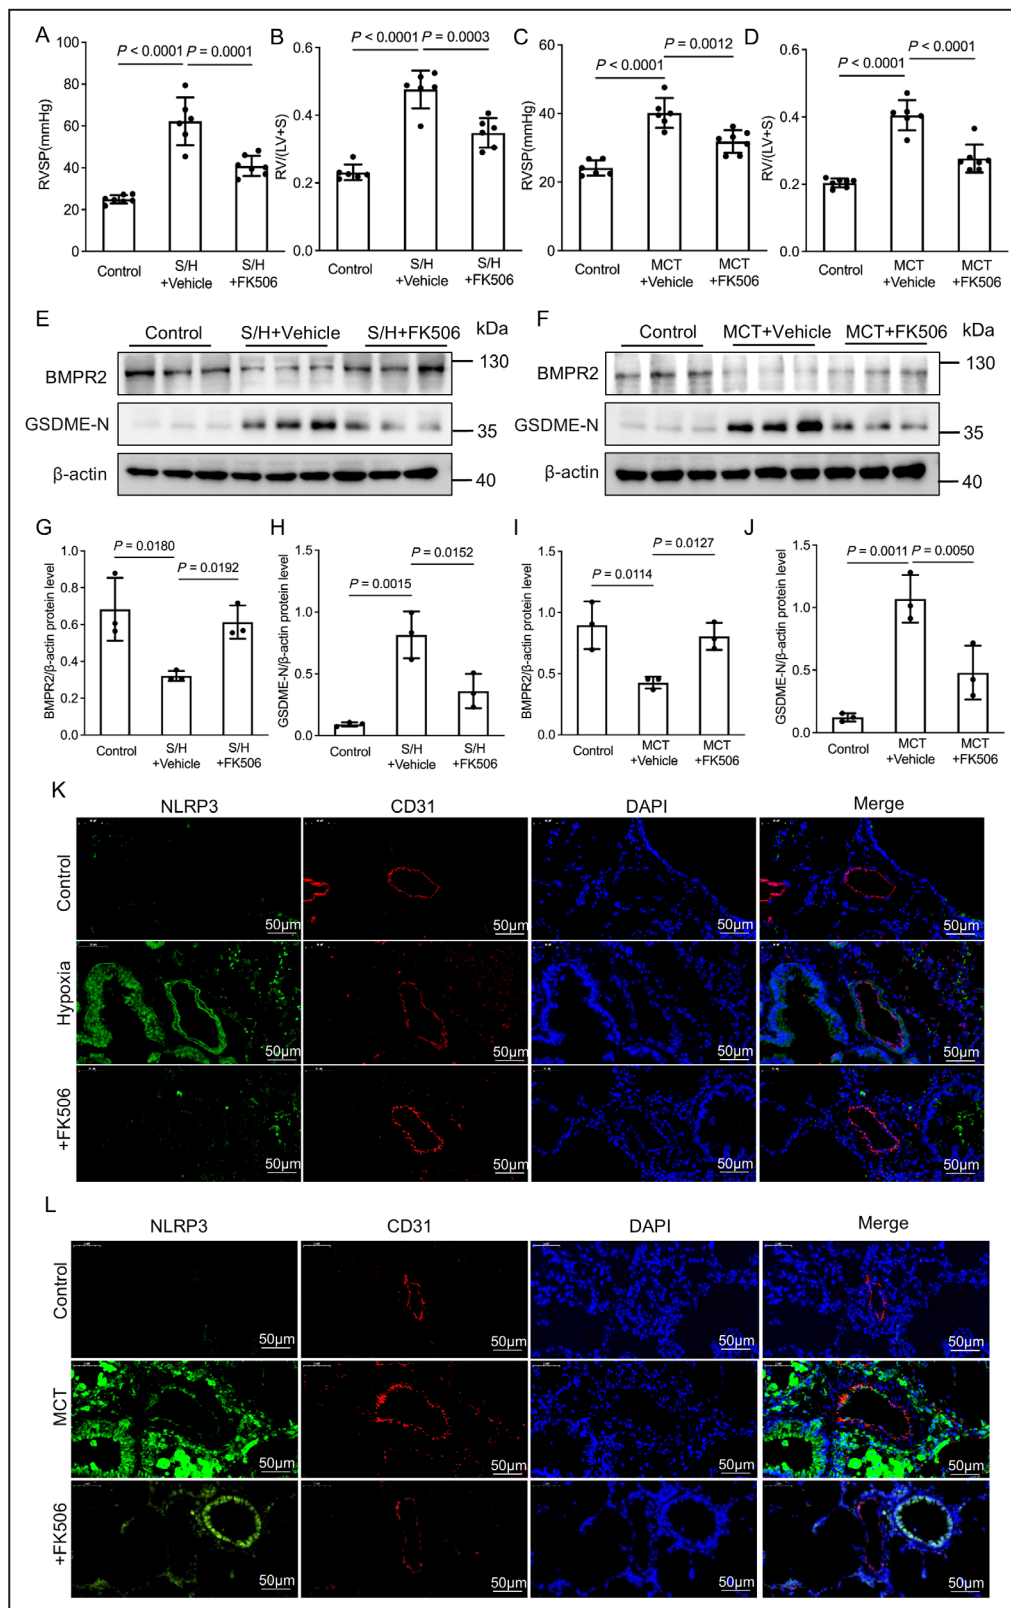 A
B
C
D
P < 0.0001 P = 0.0001
RVSP(mmHg)
100
80
60
40
20
0
Control
S/H
+Vehicle
S/H
+FK506
P < 0.0001 P = 0.0003
RV/(LV+S)
0.6
0.4
0.2
0.0
Control
S/H
+Vehicle
S/H
+FK506
P = 0.0012
P < 0.0001
RVSP(mmHg)
60
40
20
0
Control
MCT
+Vehicle
MCT
+FK506
P < 0.0001
P < 0.0001
RV/(LV+S)
0.6
0.4
0.2
0.0
Control
MCT
+Vehicle
MCT
+FK506
E
Control S/H+Vehicle S/H+FK506 kDa
BMPR2 130
GSDME-N 35
β-actin 40
F
Control MCT+Vehicle MCT+FK506 kDa
BMPR2 130
GSDME-N 35
β-actin 40
G
P = 0.0180
P = 0.0192
BMPR2/β-actin protein level
1.0
0.8
0.6
0.4
0.2
0.0
Control
S/H
+Vehicle
S/H
+FK506
H
P = 0.0152
P = 0.0015
GSDME-N/β-actin protein level
1.5
1.0
0.5
0.0
Control
S/H
+Vehicle
S/H
+FK506
I
P = 0.0127
P = 0.0114
BMPR2/β-actin protein level
1.5
1.0
0.5
0.0
Control
MCT
+Vehicle
MCT
+FK506
J
P = 0.0011 P = 0.0050
GSDME-N/β-actin protein level
1.5
1.0
0.5
0.0
Control
MCT
+Vehicle
MCT
+FK506
K
NLRP3 CD31 DAPI Merge
Control
50μm 50μm 50μm 50μm
Hypoxia
50μm 50μm 50μm 50μm
+FK506
50μm 50μm 50μm 50μm
L
NLRP3 CD31 DAPI Merge
Control
50μm 50μm 50μm 50μm
MCT
50μm 50μm 50μm 50μm
+FK506
50μm 50μm 50μm 50μm